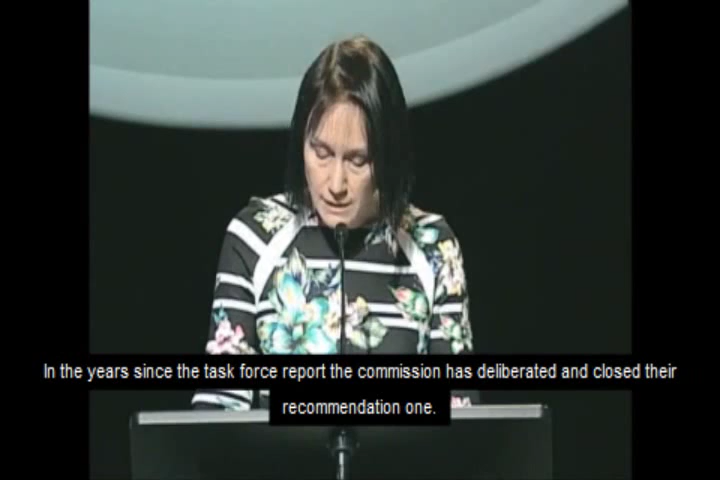 In the years since the task force report the commission has deliberated and closed their
recommendation one.